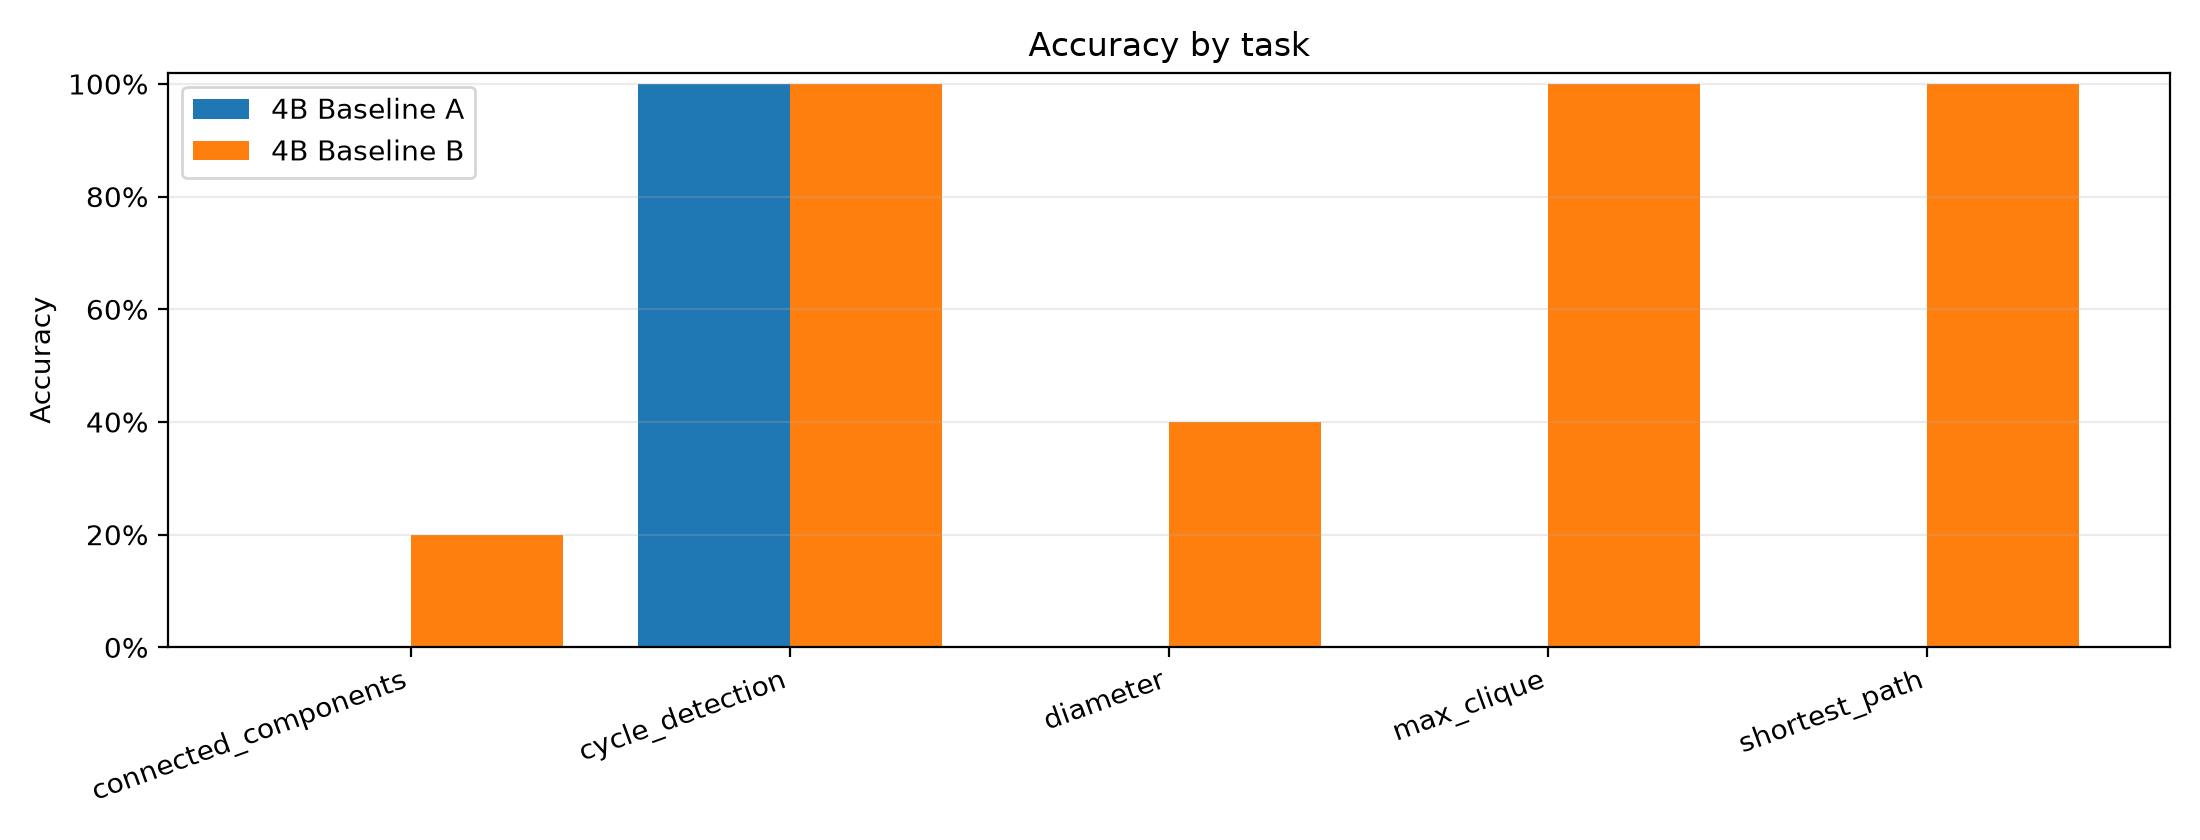 Accuracy by task
100%
80%
60%
40%
20%
0%
Accuracy
4B Baseline A
4B Baseline B
connected_components
cycle_detection
diameter
max_clique
shortest_path